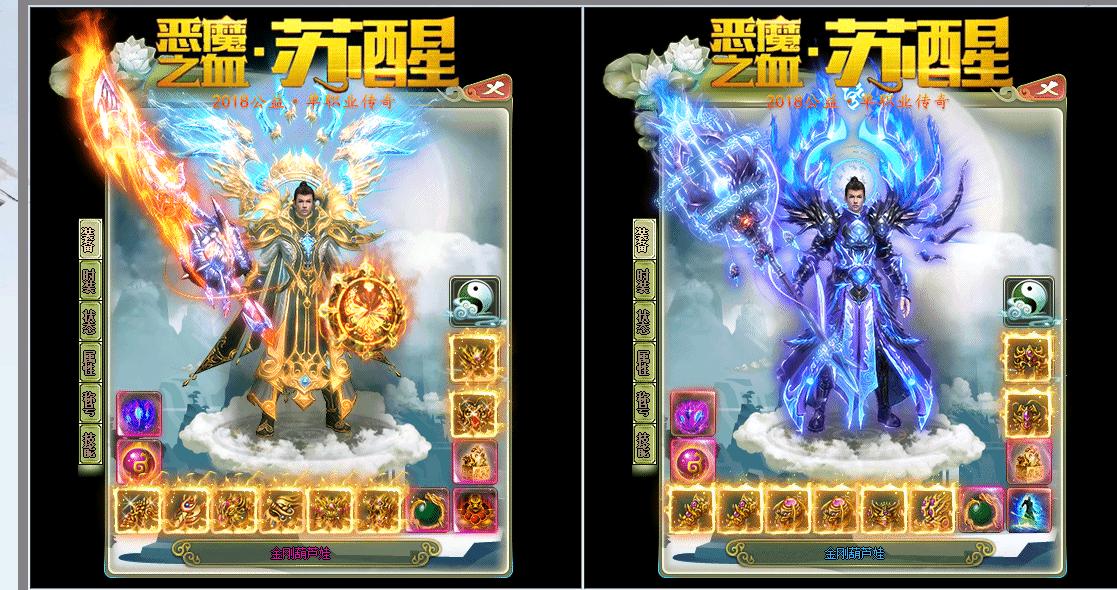 恶魔之血·苏醒
2018公益·单职业传奇
装备
时装
状态
属性
称号
技能
金刚葫芦娃
恶魔之血·苏醒
2018公益·单职业传奇
装备
时装
状态
属性
称号
技能
金刚葫芦娃